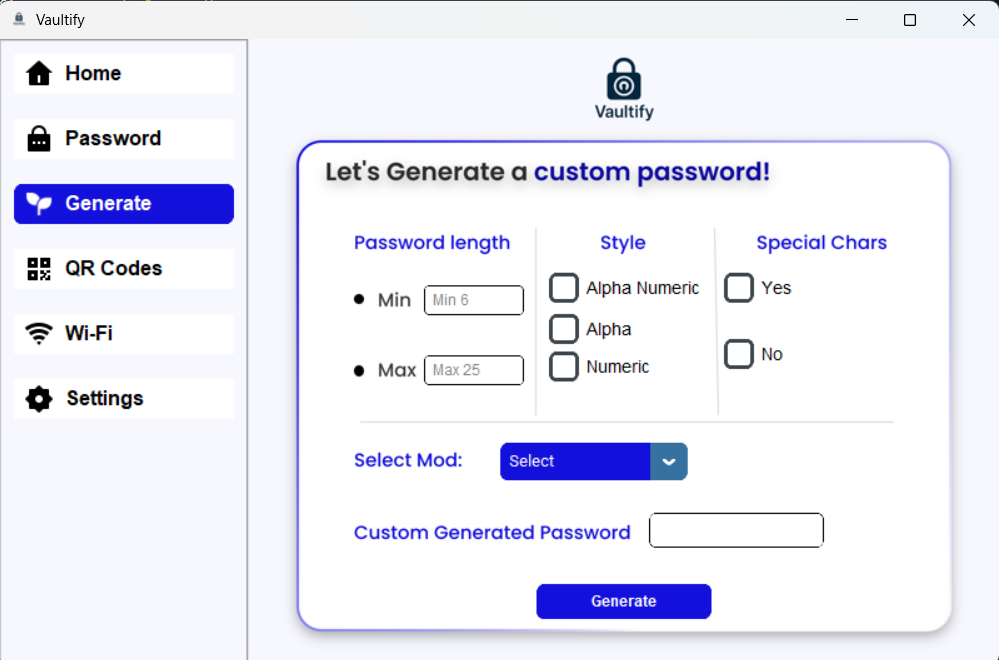 Vaultify
Home
Password
Generate
QR Codes
Wi-Fi
Settings
Vaultify
Let's Generate a custom password!
Password length
Style
Special Chars
Min
Min 6
Alpha Numeric
Yes
Alpha
Max
Max 25
Numeric
No
Select Mod:
Select
Custom Generated Password
Generate